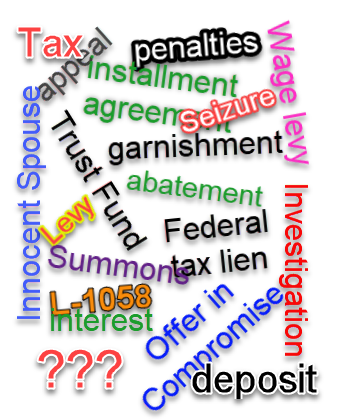 Tax
appeal
penalties
Installment
agreement
Seizure
Wage levy
garnishment
Trust Fund
Innocent Spouse
abatement
Levy
Federal
tax lien
Summons
Investigation
L-1058
Interest
Offer in
Compromise
???
deposit